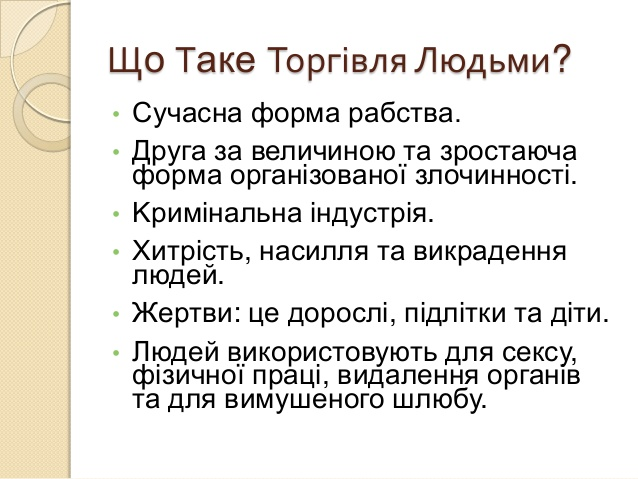 Що Таке Торгівля Людьми?
• Сучасна форма рабства.
• Друга за величиною та зростаюча
форма організованої злочинності.
• Кримінальна індустрія.
• Хитрість, насилля та викрадення
людей.
• Жертви: це дорослі, підлітки та діти.
• Людей використовують для сексу,
фізичної праці, видалення органів
та для вимушеного шлюбу.